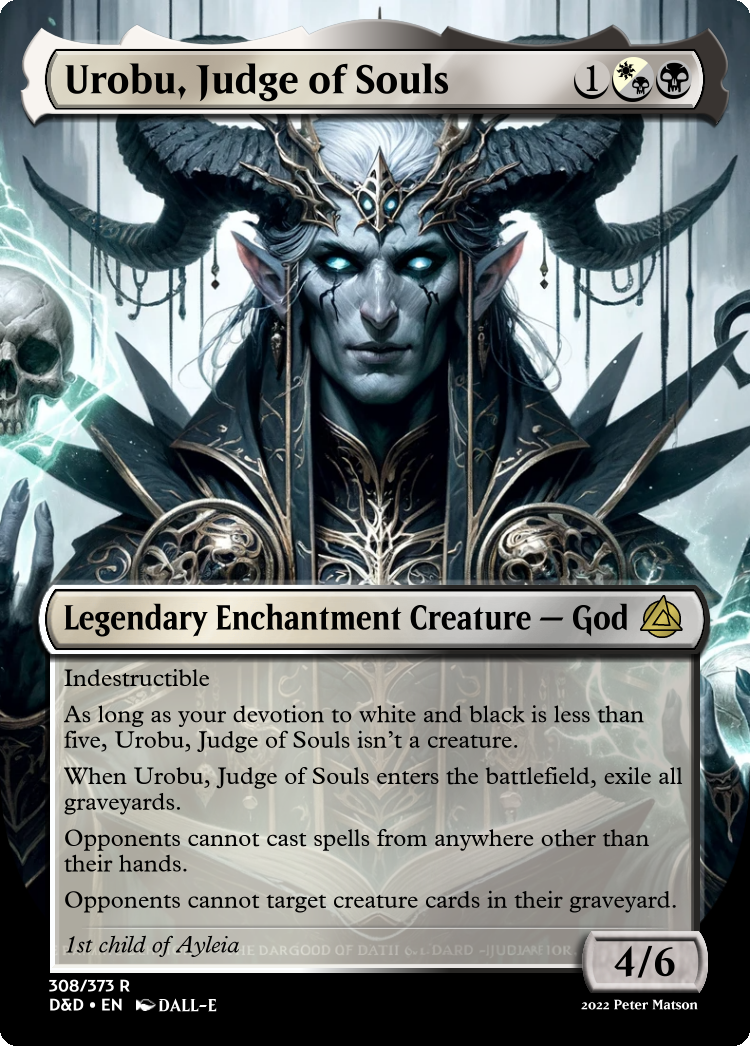 Urobu, Judge of Souls 1
Legendary Enchantment Creature — God
Indestructible
As long as your devotion to white and black is less than
five, Urobu, Judge of Souls isn't a creature.
When Urobu, Judge of Souls enters the battlefield, exile all
graveyards.
Opponents cannot cast spells from anywhere other than
their hands.
Opponents cannot target creature cards in their graveyard.
1st child of Ayleia
4/6
308/373 R
D&D • EN DALL-E
2022 Peter Matson